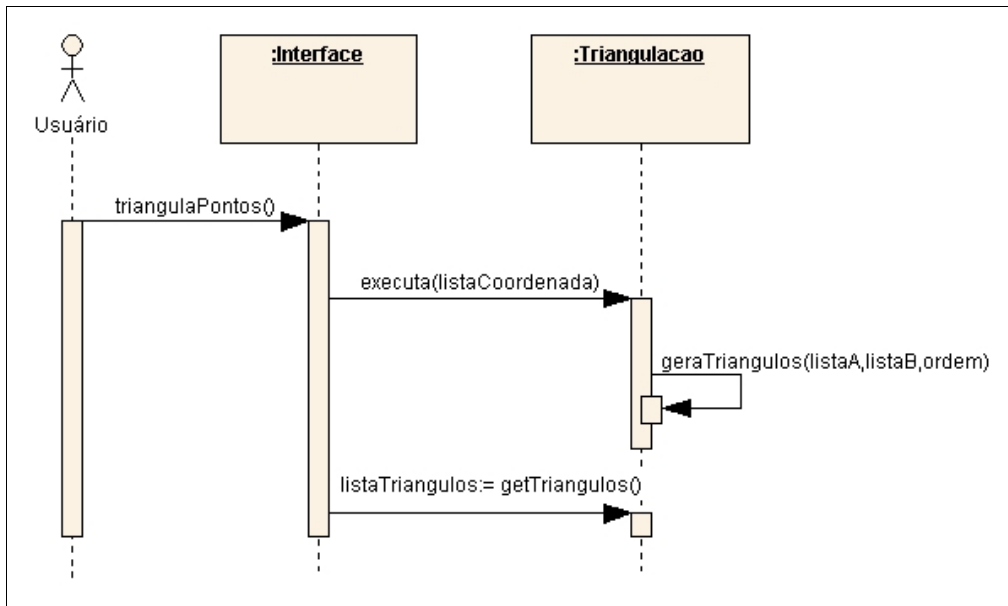 :Interface
:Triangulacao
Usuário
triangulaPontos()
executa(listaCoordenada)
geraTriangulos(listaA,listaB,ordem)
listaTriangulos:= getTriangulos()